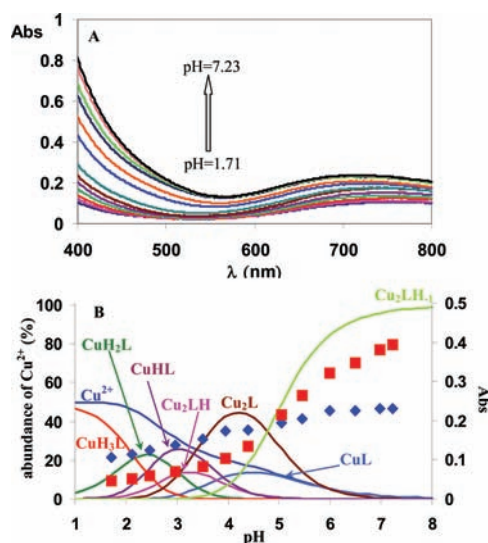 Abs
A
1
0.8
0.6
0.4
0.2
0
pH=7.23
pH=1.71
400 500 600 700 800
λ (nm)
B
100
80
60
40
20
0
abundance of Cu²⁺ (%)
CuH₂L
CuHL
Cu₂LH
Cu₂L
Cu₂LH₋₁
Cu²⁺
CuH₃L
CuL
0.5
0.4
0.3
0.2
0.1
0
Abs
1 2 3 4 5 6 7 8
pH